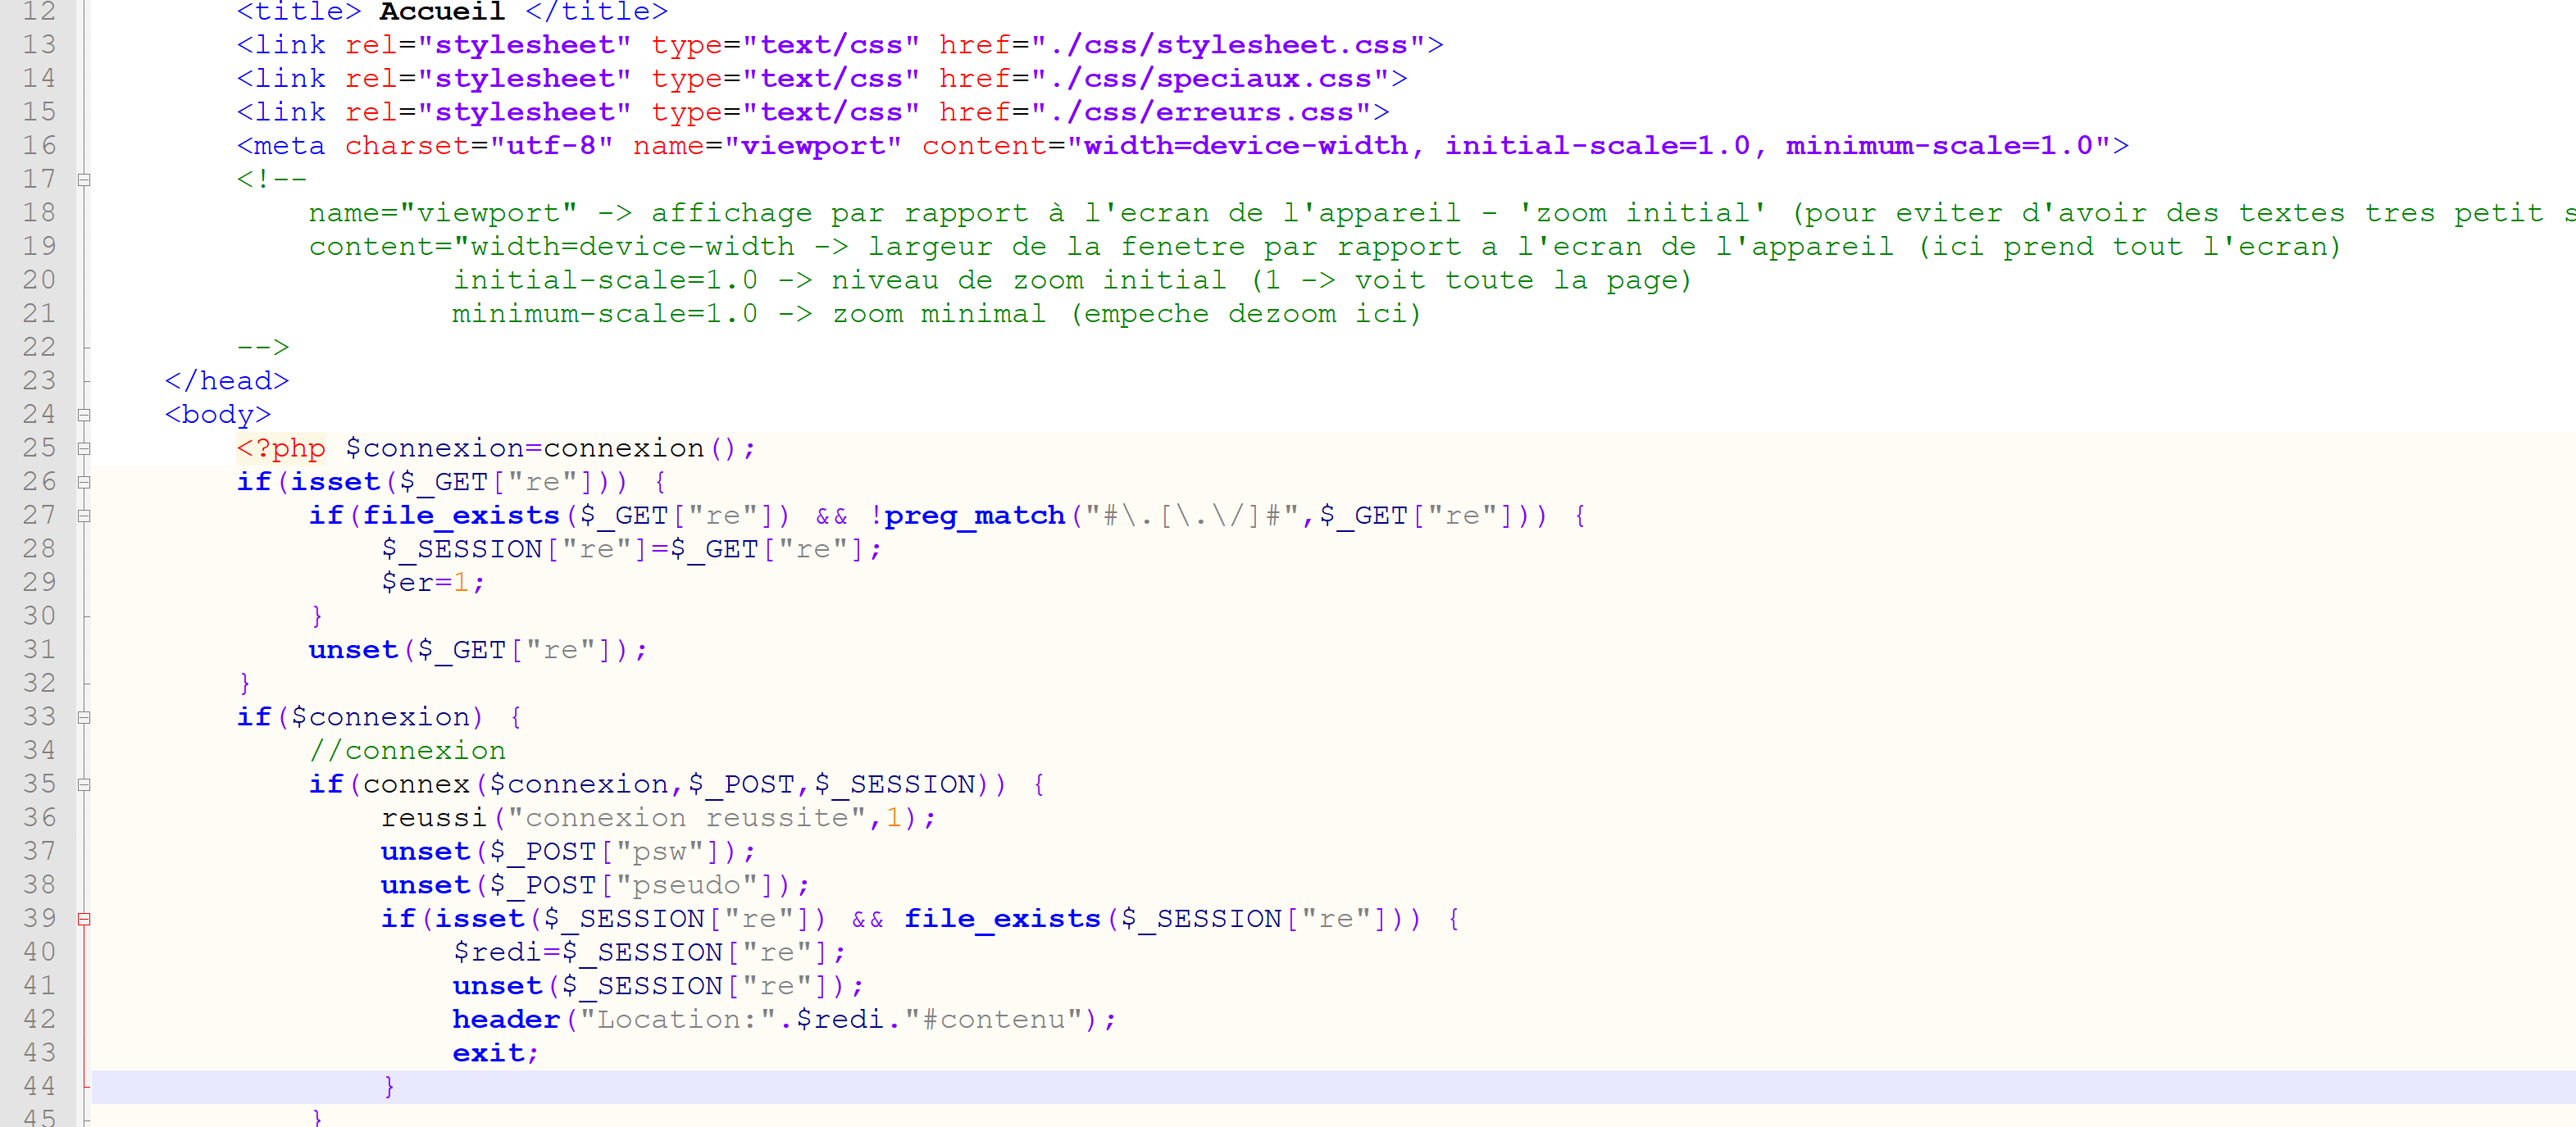 12 <title> Accueil </title>
13 <link rel="stylesheet" type="text/css" href="./css/stylesheet.css">
14 <link rel="stylesheet" type="text/css" href="./css/speciaux.css">
15 <link rel="stylesheet" type="text/css" href="./css/erreurs.css">
16 <meta charset="utf-8" name="viewport" content="width=device-width, initial-scale=1.0, minimum-scale=1.0">
17 <!--
18 name="viewport" -> affichage par rapport à l'ecran de l'appareil - 'zoom initial' (pour eviter d'avoir des textes tres petit s
19 content="width=device-width -> largeur de la fenetre par rapport a l'ecran de l'appareil (ici prend tout l'ecran)
20 initial-scale=1.0 -> niveau de zoom initial (1 -> voit toute la page)
21 minimum-scale=1.0 -> zoom minimal (empeche dezoom ici)
22 -->
23 </head>
24 <body>
25 <?php $connexion=connexion();
26 if(isset($_GET["re"])) {
27 if(file_exists($_GET["re"]) && !preg_match("#\.[\.\/]#",$_GET["re"])) {
28 $_SESSION["re"]=$_GET["re"];
29 $er=1;
30 }
31 unset($_GET["re"]);
32 }
33 if($connexion) {
34 //connexion
35 if(connex($connexion,$_POST,$_SESSION)) {
36 reussi("connexion reussite",1);
37 unset($_POST["psw"]);
38 unset($_POST["pseudo"]);
39 if(isset($_SESSION["re"]) && file_exists($_SESSION["re"])) {
40 $redi=$_SESSION["re"];
41 unset($_SESSION["re"]);
42 header("Location:".$redi."#contenu");
43 exit;
44 }
45 }